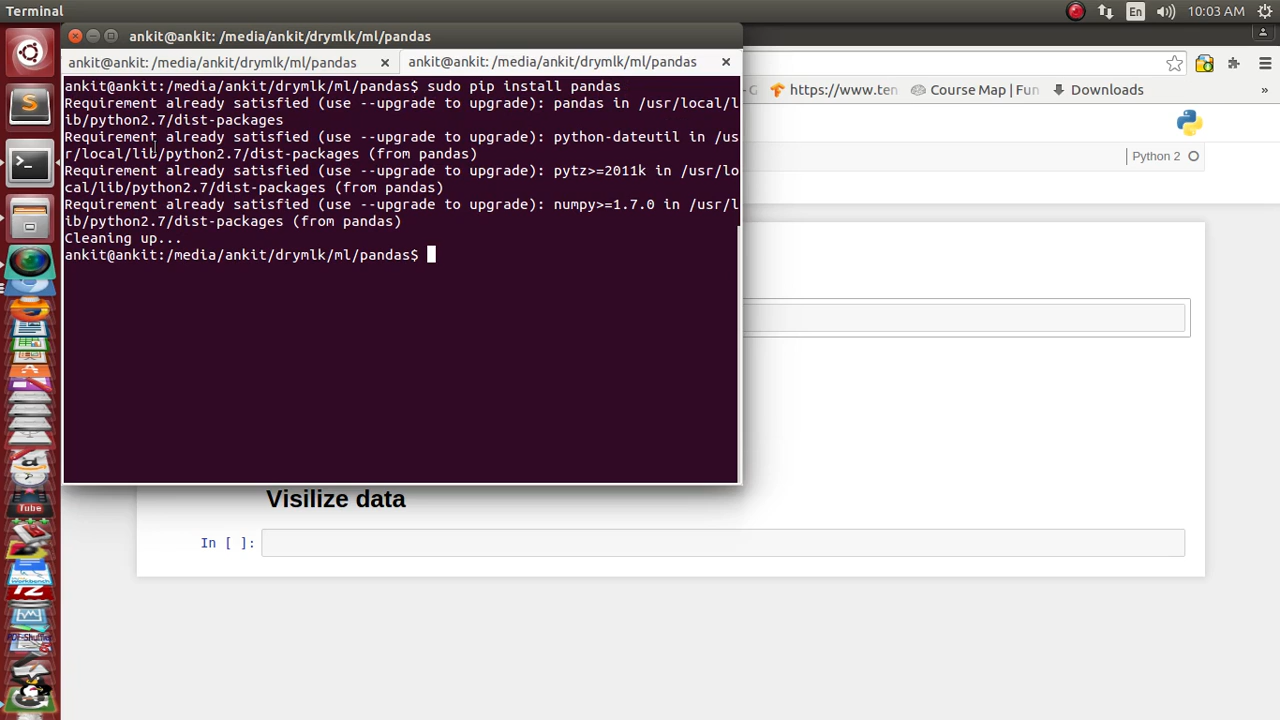 Terminal
En
10:03 AM
ankit@ankit: /media/ankit/drymlk/ml/pandas
ankit@ankit: /media/ankit/drymlk/ml/pandas
ankit@ankit: /media/ankit/drymlk/ml/pandas
ankit@ankit:/media/ankit/drymlk/ml/pandas$ sudo pip install pandas
Requirement already satisfied (use --upgrade to upgrade): pandas in /usr/local/l
ib/python2.7/dist-packages
Requirement already satisfied (use --upgrade to upgrade): python-dateutil in /us
r/local/lib/python2.7/dist-packages (from pandas)
Requirement already satisfied (use --upgrade to upgrade): pytz>=2011k in /usr/lo
cal/lib/python2.7/dist-packages (from pandas)
Requirement already satisfied (use --upgrade to upgrade): numpy>=1.7.0 in /usr/l
ib/python2.7/dist-packages (from pandas)
Cleaning up...
ankit@ankit:/media/ankit/drymlk/ml/pandas$
- G
https://www.ten
Course Map | Fun
Downloads
»
Python 2
Visilize data
In [ ]:
Tube